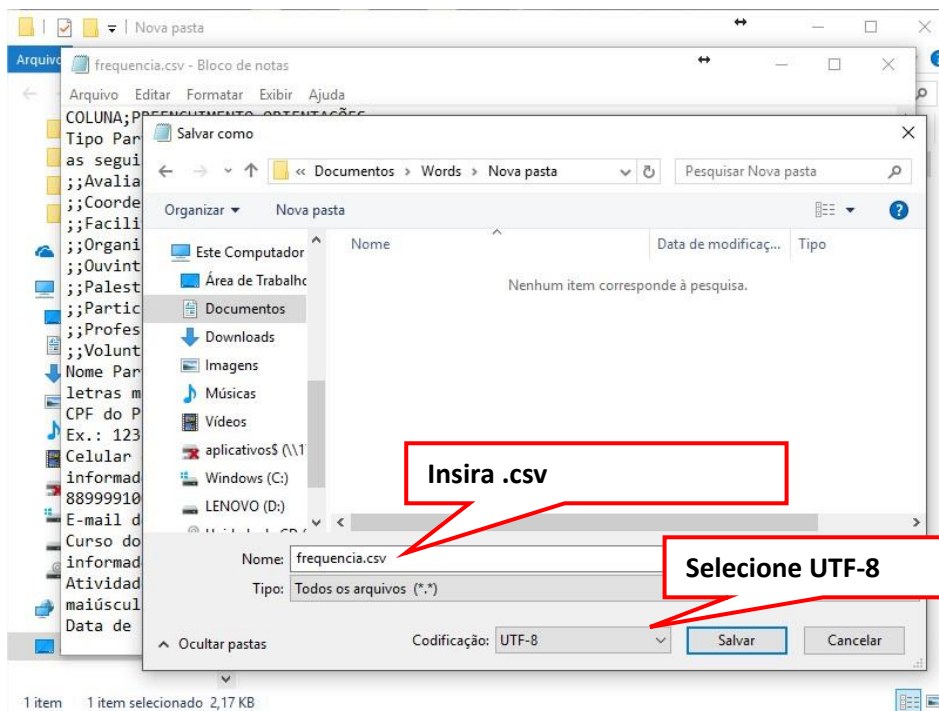 Nova pasta
Arquivo
frequencia.csv - Bloco de notas
Arquivo Editar Formatar Exibir Ajuda
COLUNA;PREENCHIMENTO ORIENTAÇÕES
Tipo Par
as segui
;;Avalia
;;Coorde
;;Facili
;;Organi
;;Ouvint
;;Palest
;;Partic
;;Profes
;;Volunt
Nome Par
letras m
CPF do P
Ex.: 123
Celular
informad
88999910
E-mail d
Curso do
informad
Atividad
maiúscul
Data de
Salvar como
« Documentos > Words > Nova pasta
Pesquisar Nova pasta
Organizar Nova pasta
Este Computador
Área de Trabalho
Documentos
Downloads
Imagens
Músicas
Vídeos
aplicativos$ (\\1
Windows (C:)
LENOVO (D:)
Nome Data de modificaç... Tipo
Nenhum item corresponde à pesquisa.
Insira .csv
Nome: frequencia.csv
Tipo: Todos os arquivos (*.*)
Selecione UTF-8
Ocultar pastas Codificação: UTF-8 Salvar Cancelar
1 item 1 item selecionado 2,17 KB